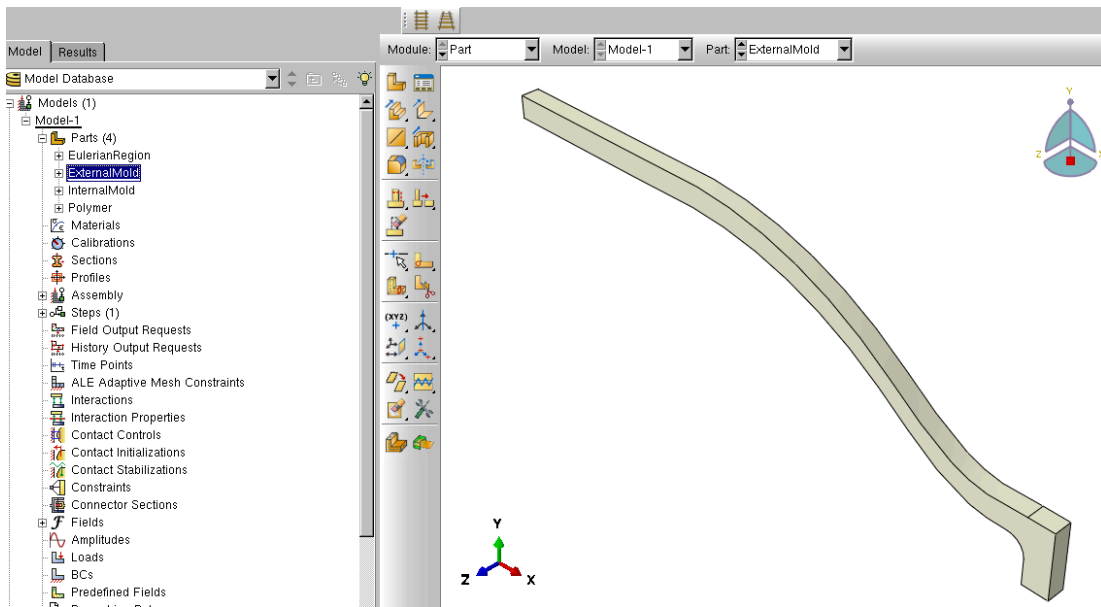 Module: Part Model: Model-1 Part: ExternalMold
Model Results
Model Database
Models (1)
Model-1
Parts (4)
EulerianRegion
ExternalMold
InternalMold
Polymer
Materials
Calibrations
Sections
Profiles
Assembly
Steps (1)
Field Output Requests
History Output Requests
Time Points
ALE Adaptive Mesh Constraints
Interactions
Interaction Properties
Contact Controls
Contact Initializations
Contact Stabilizations
Constraints
Connector Sections
Fields
Amplitudes
Loads
BCs
Predefined Fields
(XYZ)
Y
Z
Y
Z
X